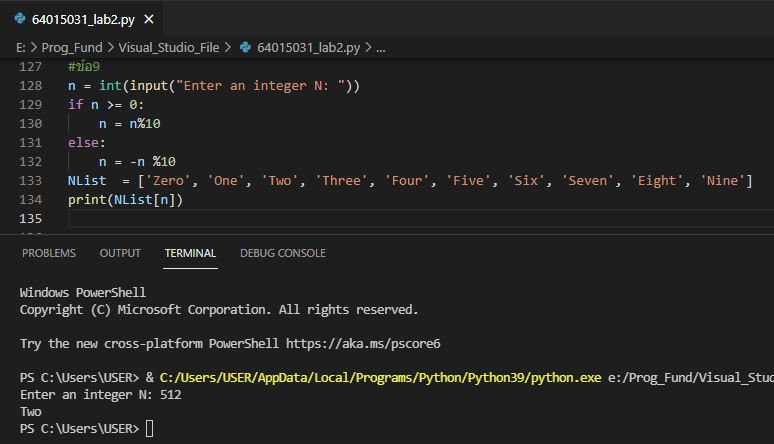 64015031_lab2.py ×
E: > Prog_Fund > Visual_Studio_File > 64015031_lab2.py > ...
127 #ข้อ9
128 n = int(input("Enter an integer N: "))
129 if n >= 0:
130     n = n%10
131 else:
132     n = -n %10
133 NList  = ['Zero', 'One', 'Two', 'Three', 'Four', 'Five', 'Six', 'Seven', 'Eight', 'Nine']
134 print(NList[n])
135
PROBLEMS OUTPUT TERMINAL DEBUG CONSOLE
Windows PowerShell
Copyright (C) Microsoft Corporation. All rights reserved.
Try the new cross-platform PowerShell https://aka.ms/pscore6
PS C:\Users\USER> & C:/Users/USER/AppData/Local/Programs/Python/Python39/python.exe e:/Prog_Fund/Visual_Stud
Enter an integer N: 512
Two
PS C:\Users\USER>